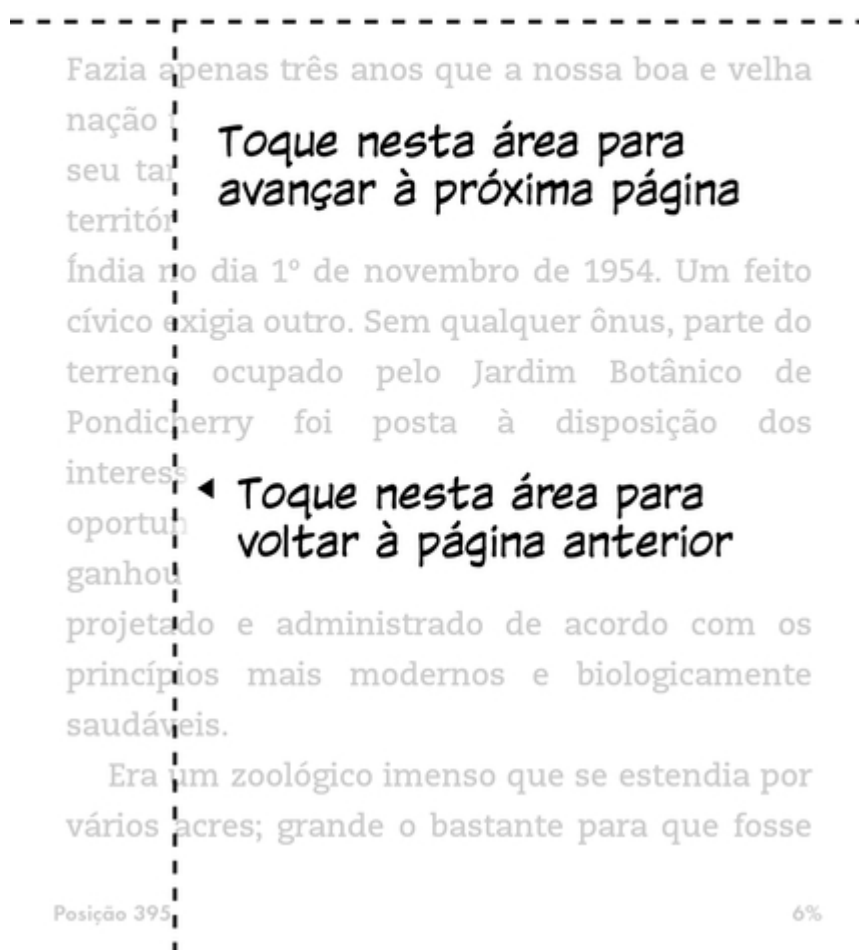 Fazia apenas três anos que a nossa boa e velha
nação
Toque nesta área para
seu
avançar à próxima página
Índia no dia 1º de novembro de 1954. Um feito
cívico exigia outro. Sem qualquer ônus, parte do
terreno ocupado pelo Jardim Botânico de
Pondicherry foi posta à disposição dos
Toque nesta área para
voltar à página anterior
ganhou
projetado e administrado de acordo com os
princípios mais modernos e biologicamente
saudáveis.
Era um zoológico imenso que se estendia por
vários acres; grande o bastante para que fosse
Posição 395
6%